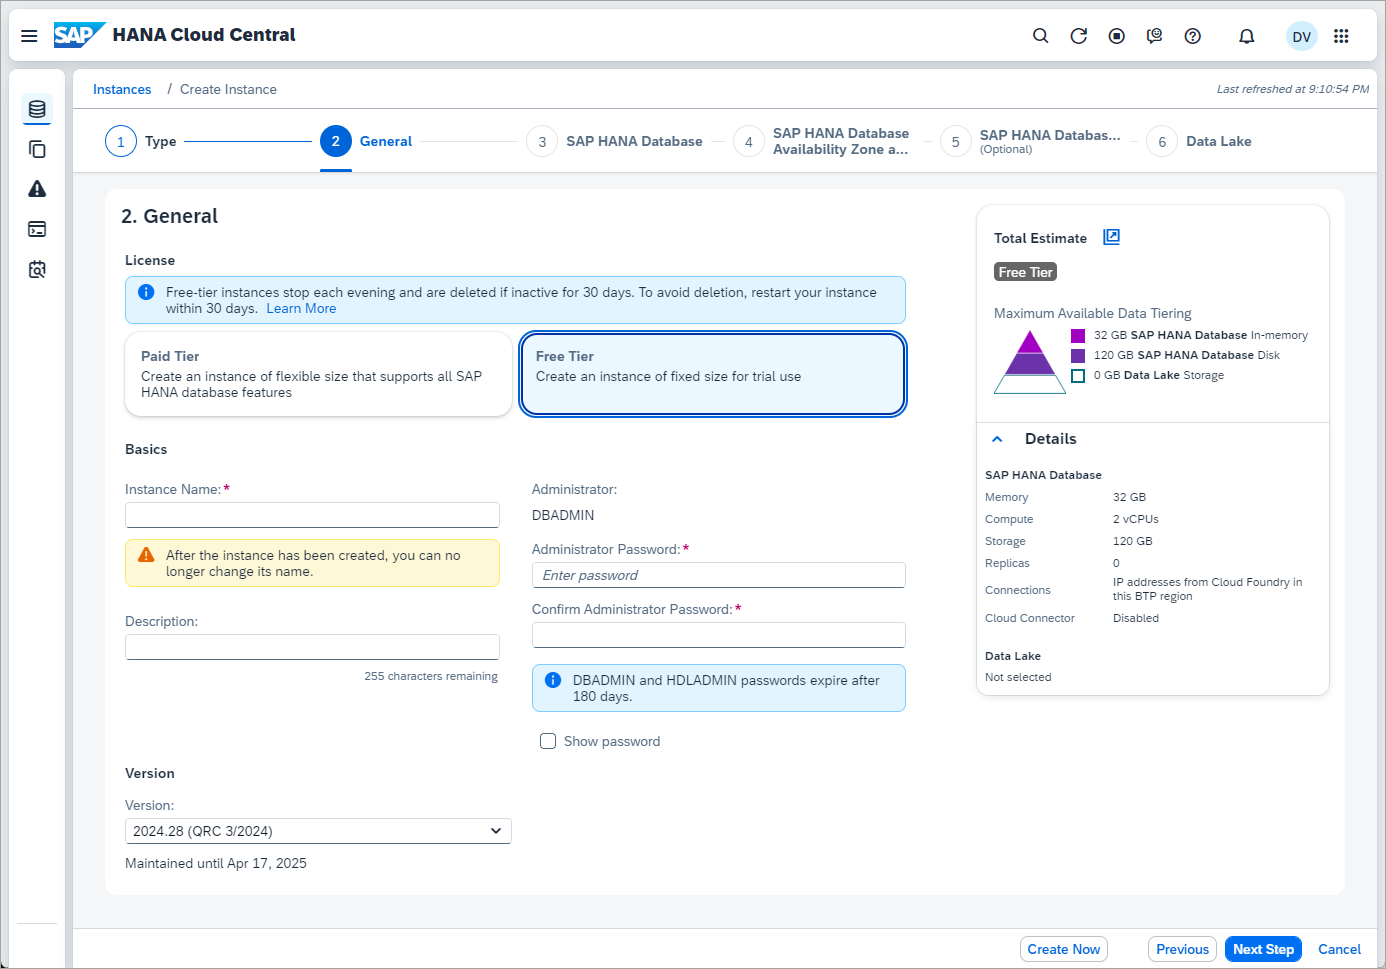 SAP HANA Cloud Central
DV
Instances / Create Instance
Last refreshed at 9:10:54 PM
1 Type
2 General
3 SAP HANA Database
4 SAP HANA Database
Availability Zone a...
5 SAP HANA Databas...
(Optional)
6 Data Lake
2. General
License
Free-tier instances stop each evening and are deleted if inactive for 30 days. To avoid deletion, restart your instance
within 30 days. Learn More
Paid Tier
Create an instance of flexible size that supports all SAP
HANA database features
Free Tier
Create an instance of fixed size for trial use
Basics
Instance Name:*
After the instance has been created, you can no
longer change its name.
Description:
255 characters remaining
Administrator:
DBADMIN
Administrator Password:*
Enter password
Confirm Administrator Password:*
DBADMIN and HDLADMIN passwords expire after
180 days.
Show password
Version
Version:
2024.28 (QRC 3/2024)
Maintained until Apr 17, 2025
Total Estimate
Free Tier
Maximum Available Data Tiering
32 GB SAP HANA Database In-memory
120 GB SAP HANA Database Disk
0 GB Data Lake Storage
Details
SAP HANA Database
Memory 32 GB
Compute 2 vCPUs
Storage 120 GB
Replicas 0
Connections IP addresses from Cloud Foundry in
this BTP region
Cloud Connector Disabled
Data Lake
Not selected
Create Now
Previous
Next Step
Cancel